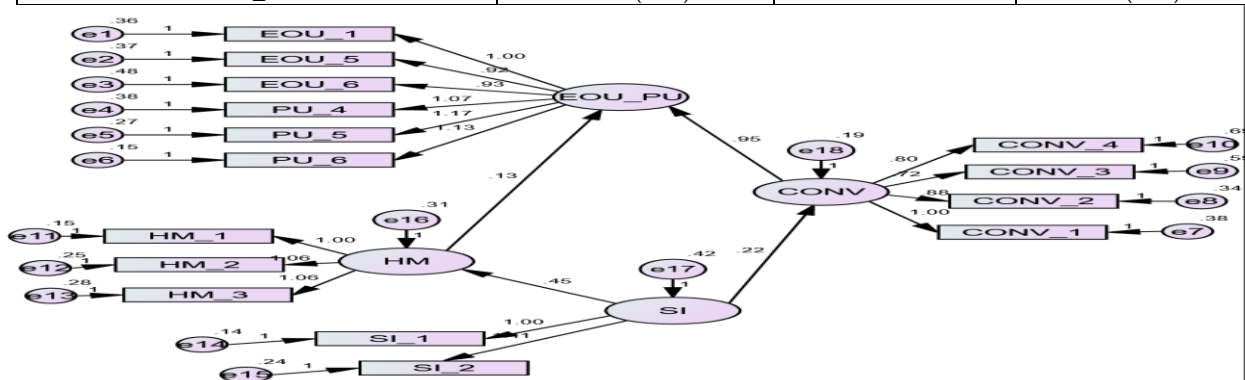 .36
e1 1 EOU_1
.37
e2 1 EOU_5
.48
e3 1 EOU_6
.38
e4 1 PU_4
.27
e5 1 PU_5
.15
e6 1 PU_6
1.00
.92
.93
1.07
1.17
1.13
EOU_PU
.95
.13
.19
e18
1
CONV
.80
.72
.88
1.00
CONV_4 1 e10
CONV_3 1 e9
CONV_2 1 e8 .34
CONV_1 1 e7 .38
.31
e16
1
HM
.15
e11 1 HM_1
.25
e12 1 HM_2
.28
e13 1 HM_3
1.00
1.06
1.06
.45
.22
.42
e17
1
SI
1.00
.14
e14 1 SI_1
.24
e15 1 SI_2